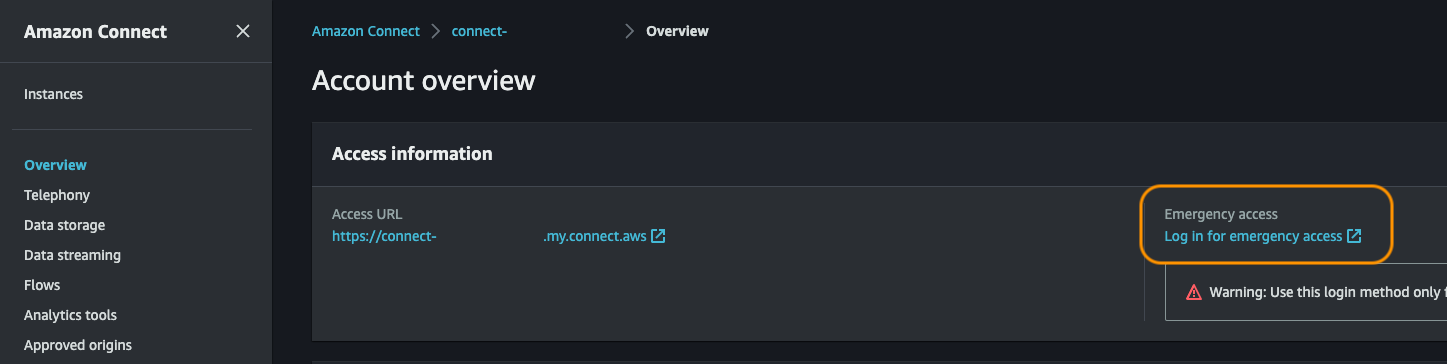 Amazon Connect
Instances
Overview
Telephony
Data storage
Data streaming
Flows
Analytics tools
Approved origins
Amazon Connect > connect- > Overview
Account overview
Access information
Access URL
https://connect- .my.connect.aws
Emergency access
Log in for emergency access
Warning: Use this login method only